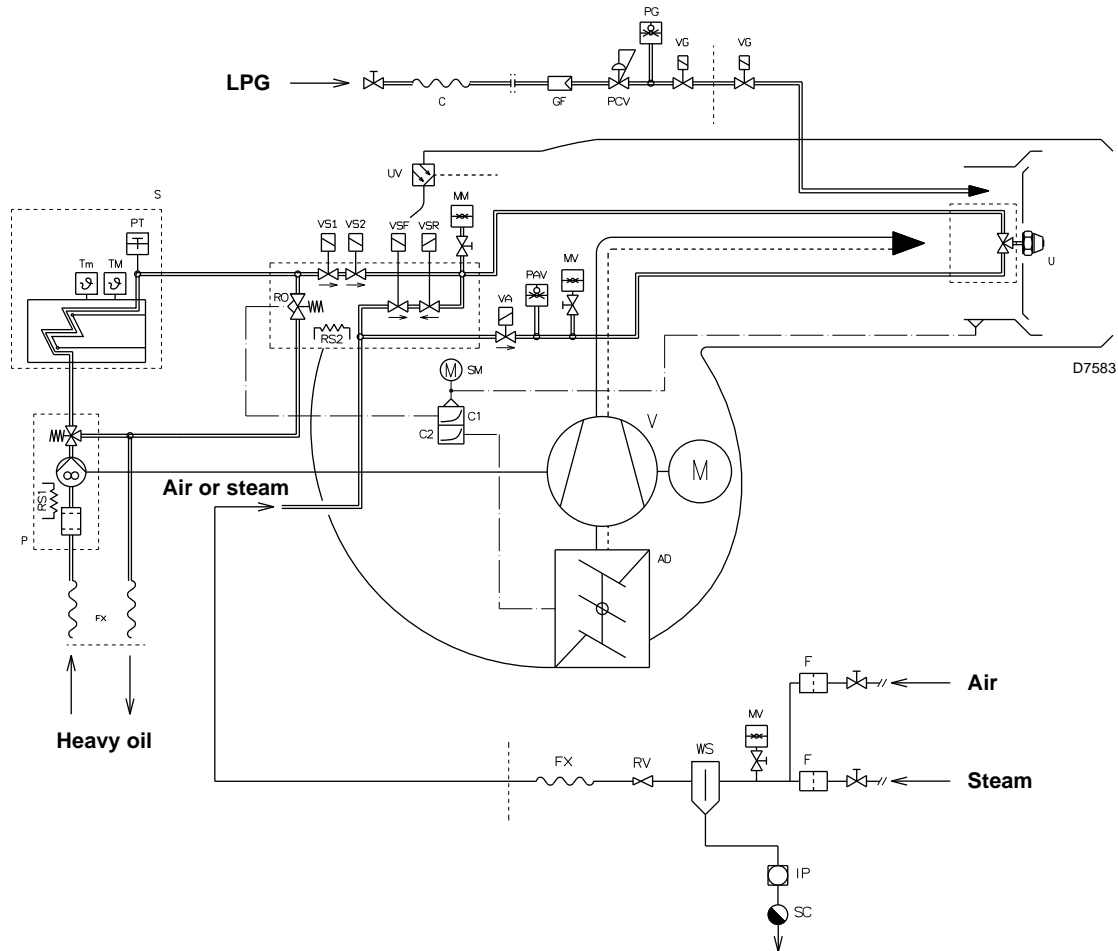 PG
VG
VG
LPG
C
GF
PCV
UV
MM
S
PT
VS1
VS2
VSF
VSR
Tm
TM
PAV
MV
U
RO
VA
RS2
D7583
M
SM
C1
C2
V
M
Air or steam
RS1
P
AD
FX
F
Air
Heavy oil
MV
WS
FX
RV
F
Steam
IP
SC